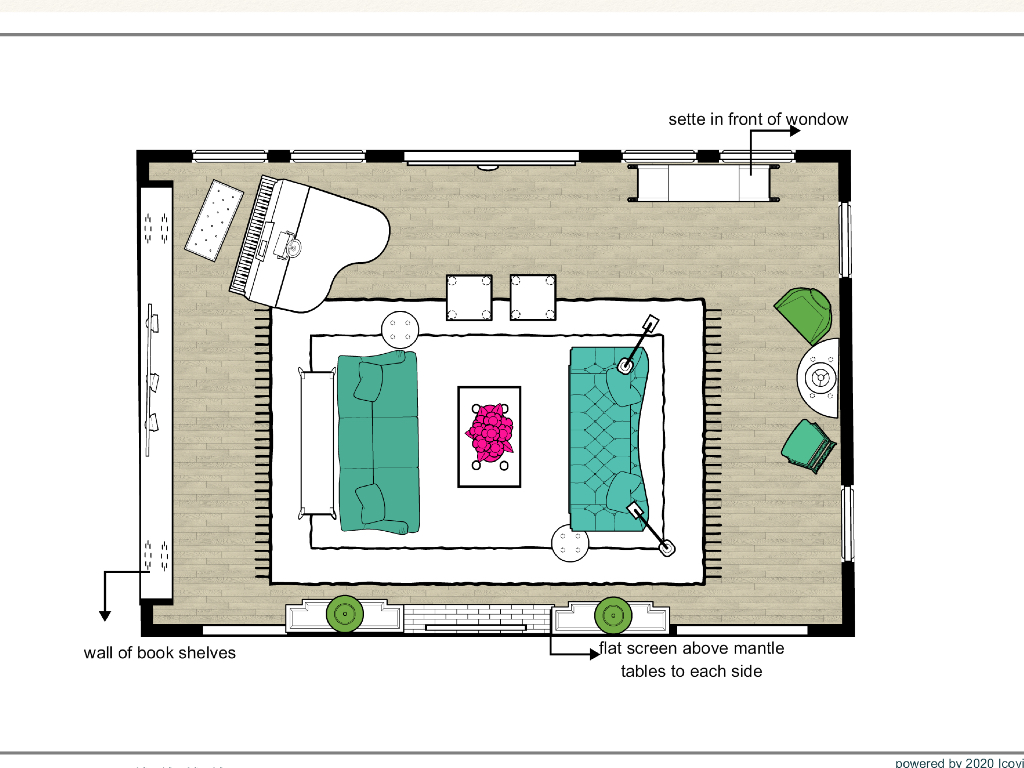 sette in front of wondow
wall of book shelves
flat screen above mantle
tables to each side
powered by 2020 Icovi